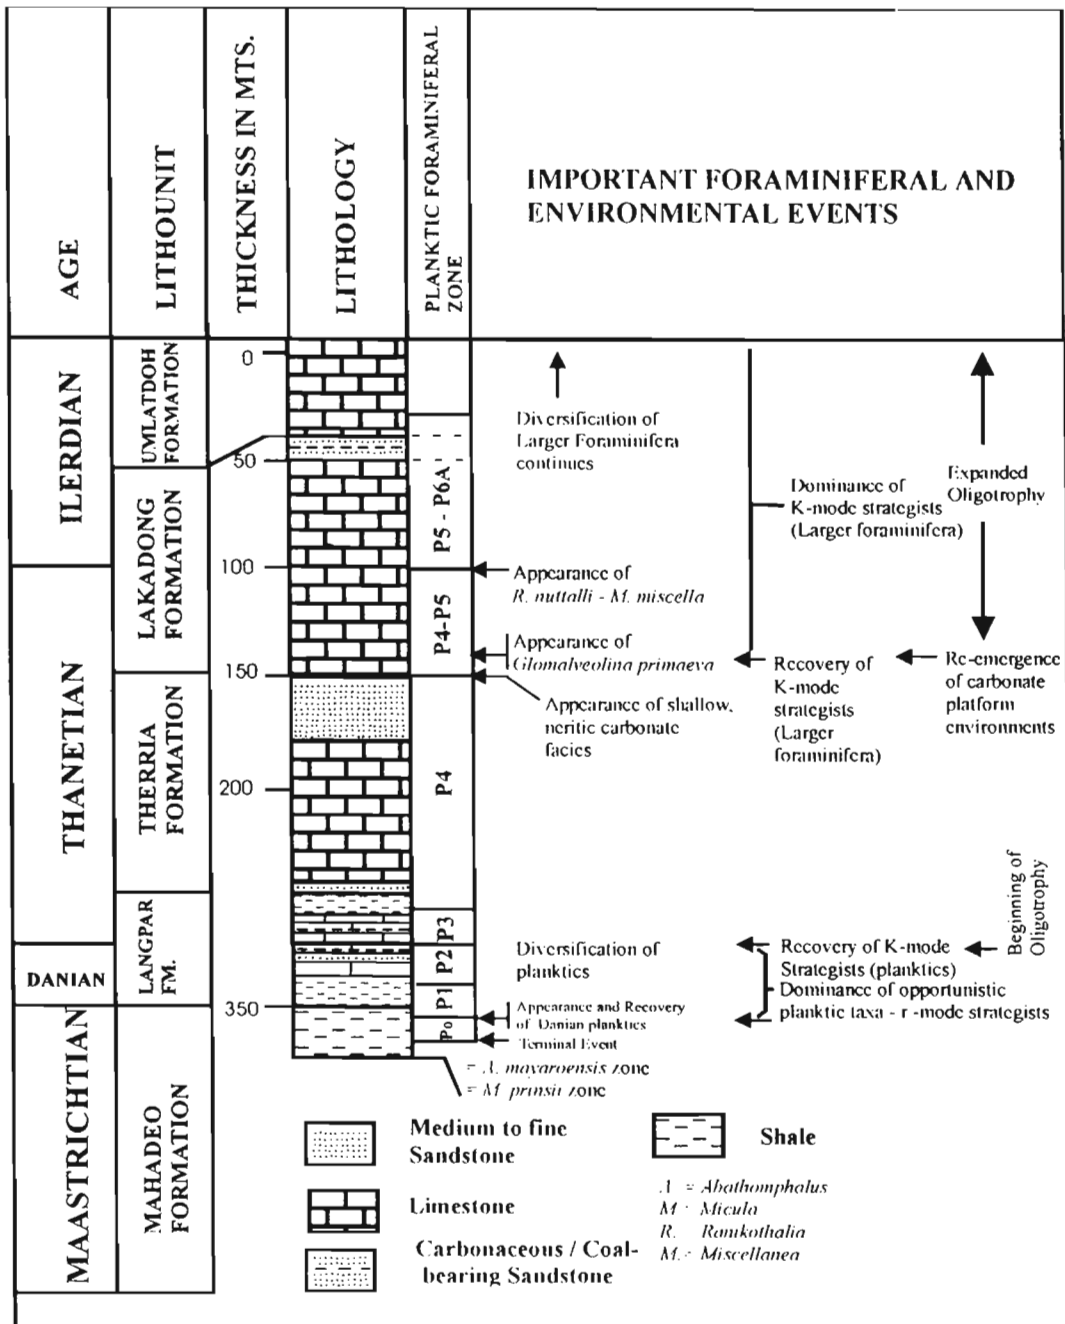 AGE
LITHOUNIT
THICKNESS IN MTS.
LITHOLOGY
PLANKTIC FORAMINIFERAL
ZONE
IMPORTANT FORAMINIFERAL AND
ENVIRONMENTAL EVENTS
ILERDIAN
THANETIAN
DANIAN
MAASTRICHTIAN
UMLATDOH
FORMATION
LAKADONG
FORMATION
THERRIA
FORMATION
LANGPAR
FM.
MAHADEO
FORMATION
0
50
100
150
200
350
P5 - P6A
P4-P5
P4
P3
P2
P1
P0
Diversification of
Larger Foraminifera
continues
Dominance of
K-mode strategists
(Larger foraminifera)
Expanded
Oligotrophy
Appearance of
R. nuttalli - M. miscella
Appearance of
Glomalveolina primaeva
Appearance of shallow,
neritic carbonate
facies
Recovery of
K-mode
strategists
(Larger
foraminifera)
Re-emergence
of carbonate
platform
environments
Beginning of
Oligotrophy
Diversification of
planktics
Recovery of K-mode
Strategists (planktics)
Dominance of opportunistic
planktic taxa - r -mode strategists
Appearance and Recovery
of Danian planktics
Terminal Event
= A. mayaroensis zone
= M. prinsii zone
Medium to fine
Sandstone
Limestone
Carbonaceous / Coal-
bearing Sandstone
Shale
A = Abathomphalus
M = Micula
R. Ranikothalia
M. = Miscellanea